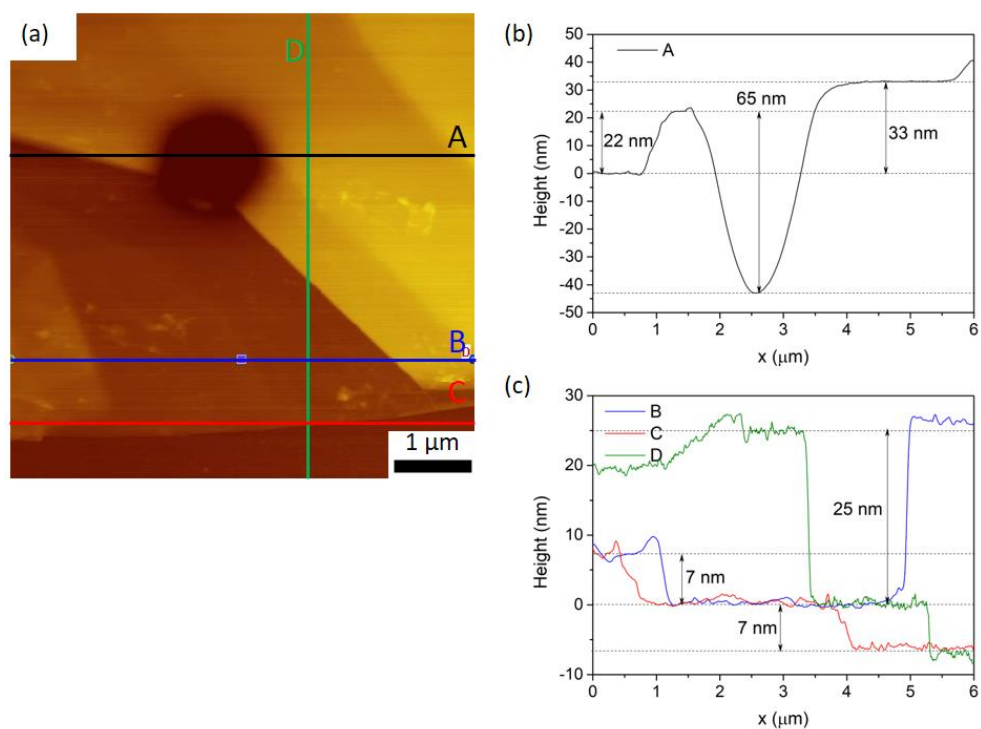 (a)
D
A
B
D
C
1 μm
(b)
A
50
40
30
20
10
0
-10
-20
-30
-40
-50
Height (nm)
22 nm
65 nm
33 nm
0 1 2 3 4 5 6
x (μm)
(c)
B
C
D
30
20
10
0
-10
Height (nm)
25 nm
7 nm
7 nm
0 1 2 3 4 5 6
x (μm)